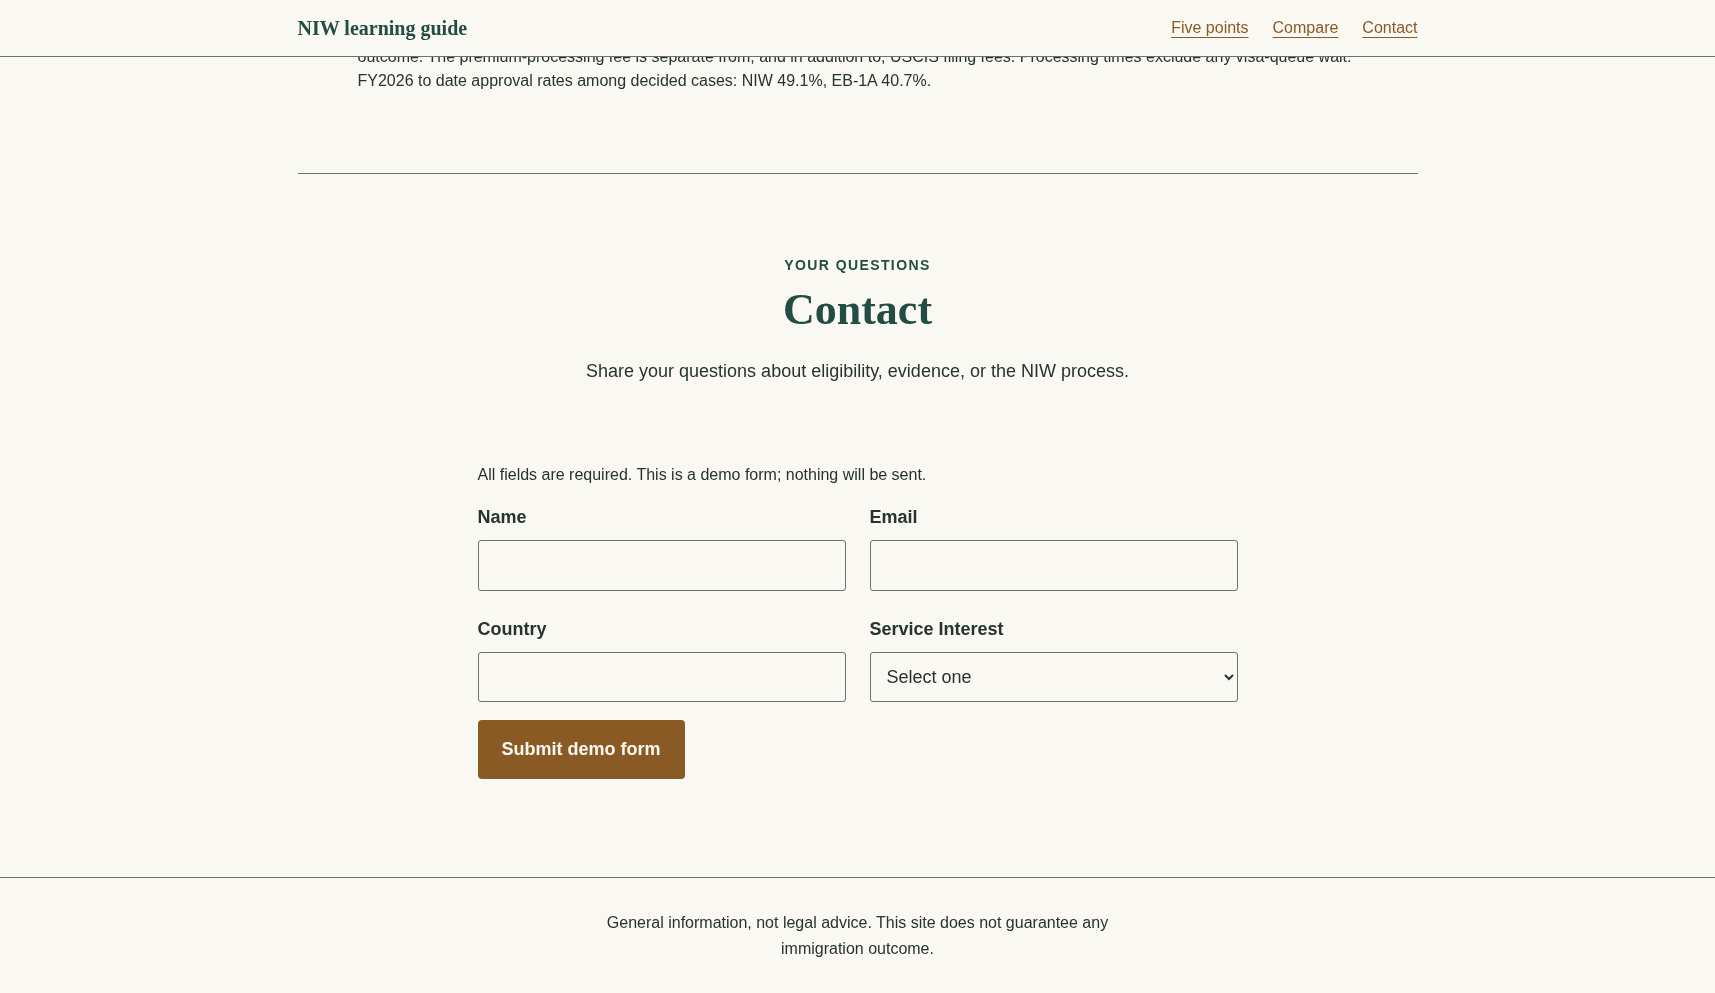 NIW learning guide
Five points
Compare
Contact
outcome. The premium-processing fee is separate from, and in addition to, USCIS filing fees. Processing times exclude any visa-queue wait.
FY2026 to date approval rates among decided cases: NIW 49.1%, EB-1A 40.7%.
YOUR QUESTIONS
Contact
Share your questions about eligibility, evidence, or the NIW process.
All fields are required. This is a demo form; nothing will be sent.
Name
Email
Country
Service Interest
Select one
Submit demo form
General information, not legal advice. This site does not guarantee any
immigration outcome.